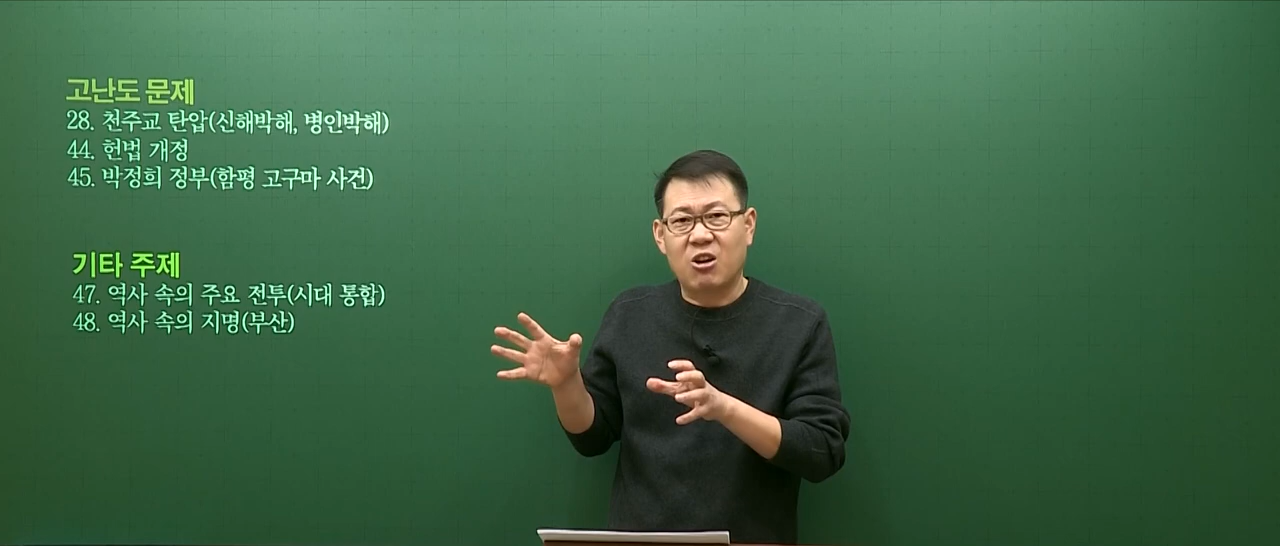 고난도 문제
28. 천주교 탄압(신해박해, 병인박해)
44. 헌법 개정
45. 박정희 정부(함평 고구마 사건)
기타 주제
47. 역사 속의 주요 전투(시대 통합)
48. 역사 속의 지명(부산)